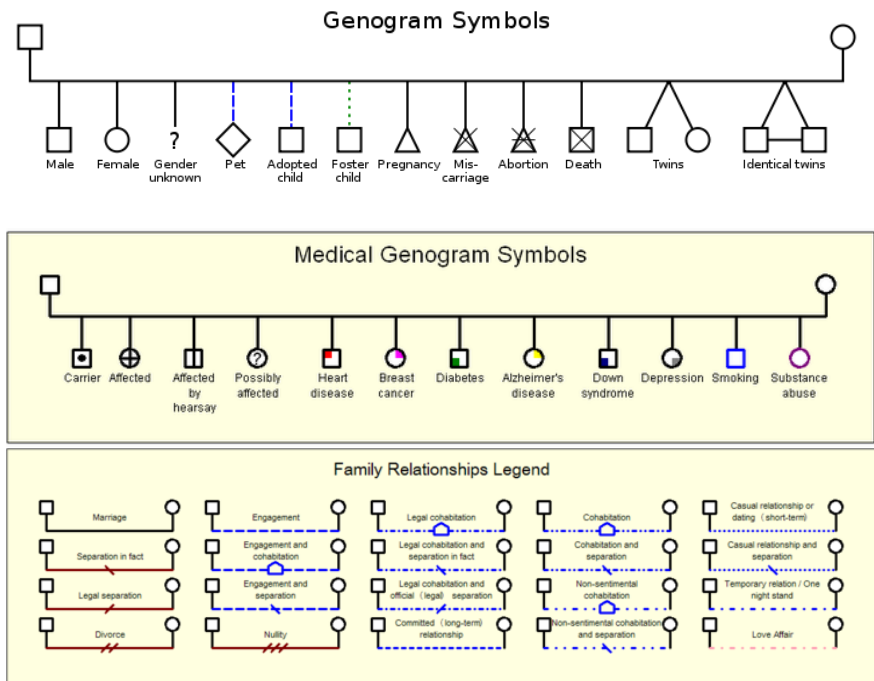 Genogram Symbols
?
Male
Female
Gender
unknown
Pet
Adopted
child
Foster
child
Pregnancy
Mis-
carriage
Abortion
Death
Twins
Identical twins
Medical Genogram Symbols
?
Carrier
Affected
Affected
by
hearsay
Possibly
affected
Heart
disease
Breast
cancer
Diabetes
Alzheimer's
disease
Down
syndrome
Depression
Smoking
Substance
abuse
Family Relationships Legend
Marriage
Engagement
Legal cohabitation
Cohabitation
Casual relationship or
dating (short-term)
Separation in fact
Engagement and
cohabitation
Legal cohabitation and
separation in fact
Cohabitation and
separation
Casual relationship and
separation
Legal separation
Engagement and
separation
Legal cohabitation and
official (legal) separation
Non-sentimental
cohabitation
Temporary relation / One
night stand
Divorce
Nullity
Committed (long-term)
relationship
Non-sentimental cohabitation
and separation
Love Affair